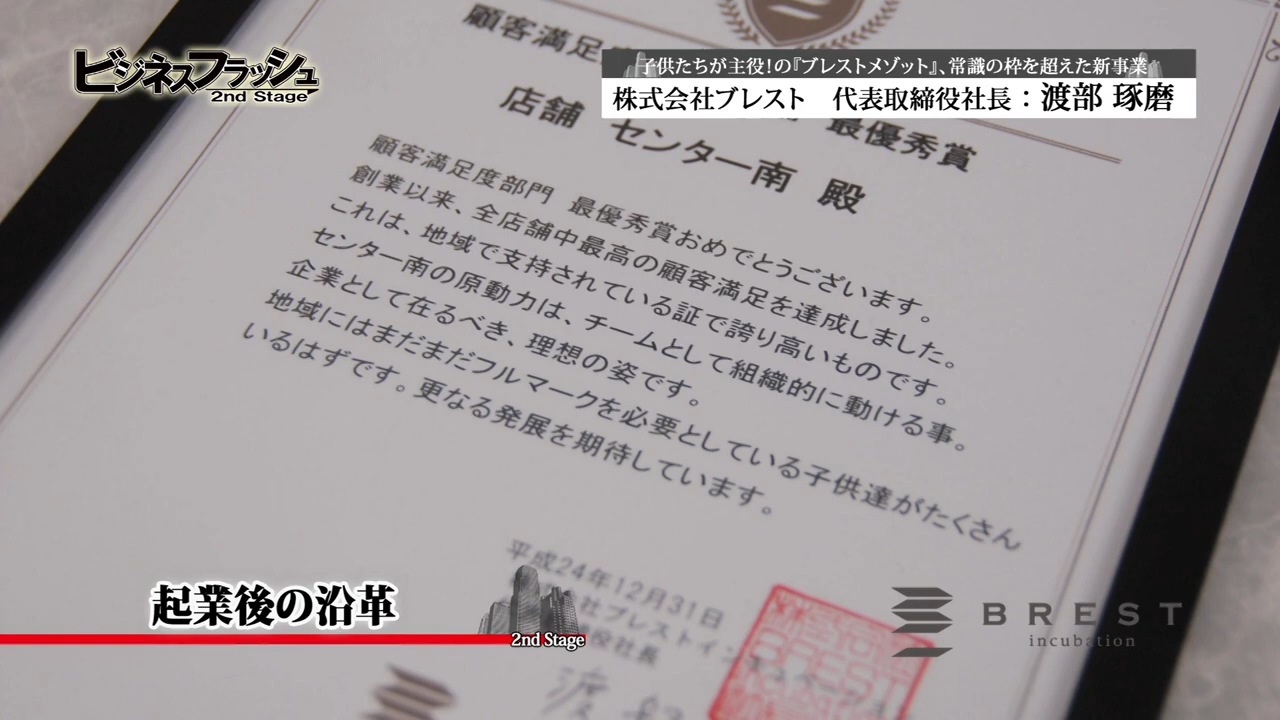 ビジネスフラッシュ
2nd Stage
子供たちが主役!の『ブレストメゾット』、常識の枠を超えた新事業
株式会社ブレスト 代表取締役社長：渡部 琢磨
顧客満足 最優秀賞
店舗 センター南 殿
顧客満足度部門 最優秀賞おめでとうございます。
創業以来、全店舗中最高の顧客満足を達成しました。
これは、地域で支持されている証で誇り高いものです。
センター南の原動力は、チームとして組織的に動ける事。
企業として在るべき、理想の姿です。
地域にはまだまだフルマークを必要としている子供達がたくさん
いるはずです。更なる発展を期待しています。
平成24年12月31日
ブレストイン
社長
渡
起業後の沿革
2nd Stage
BREST
incubation